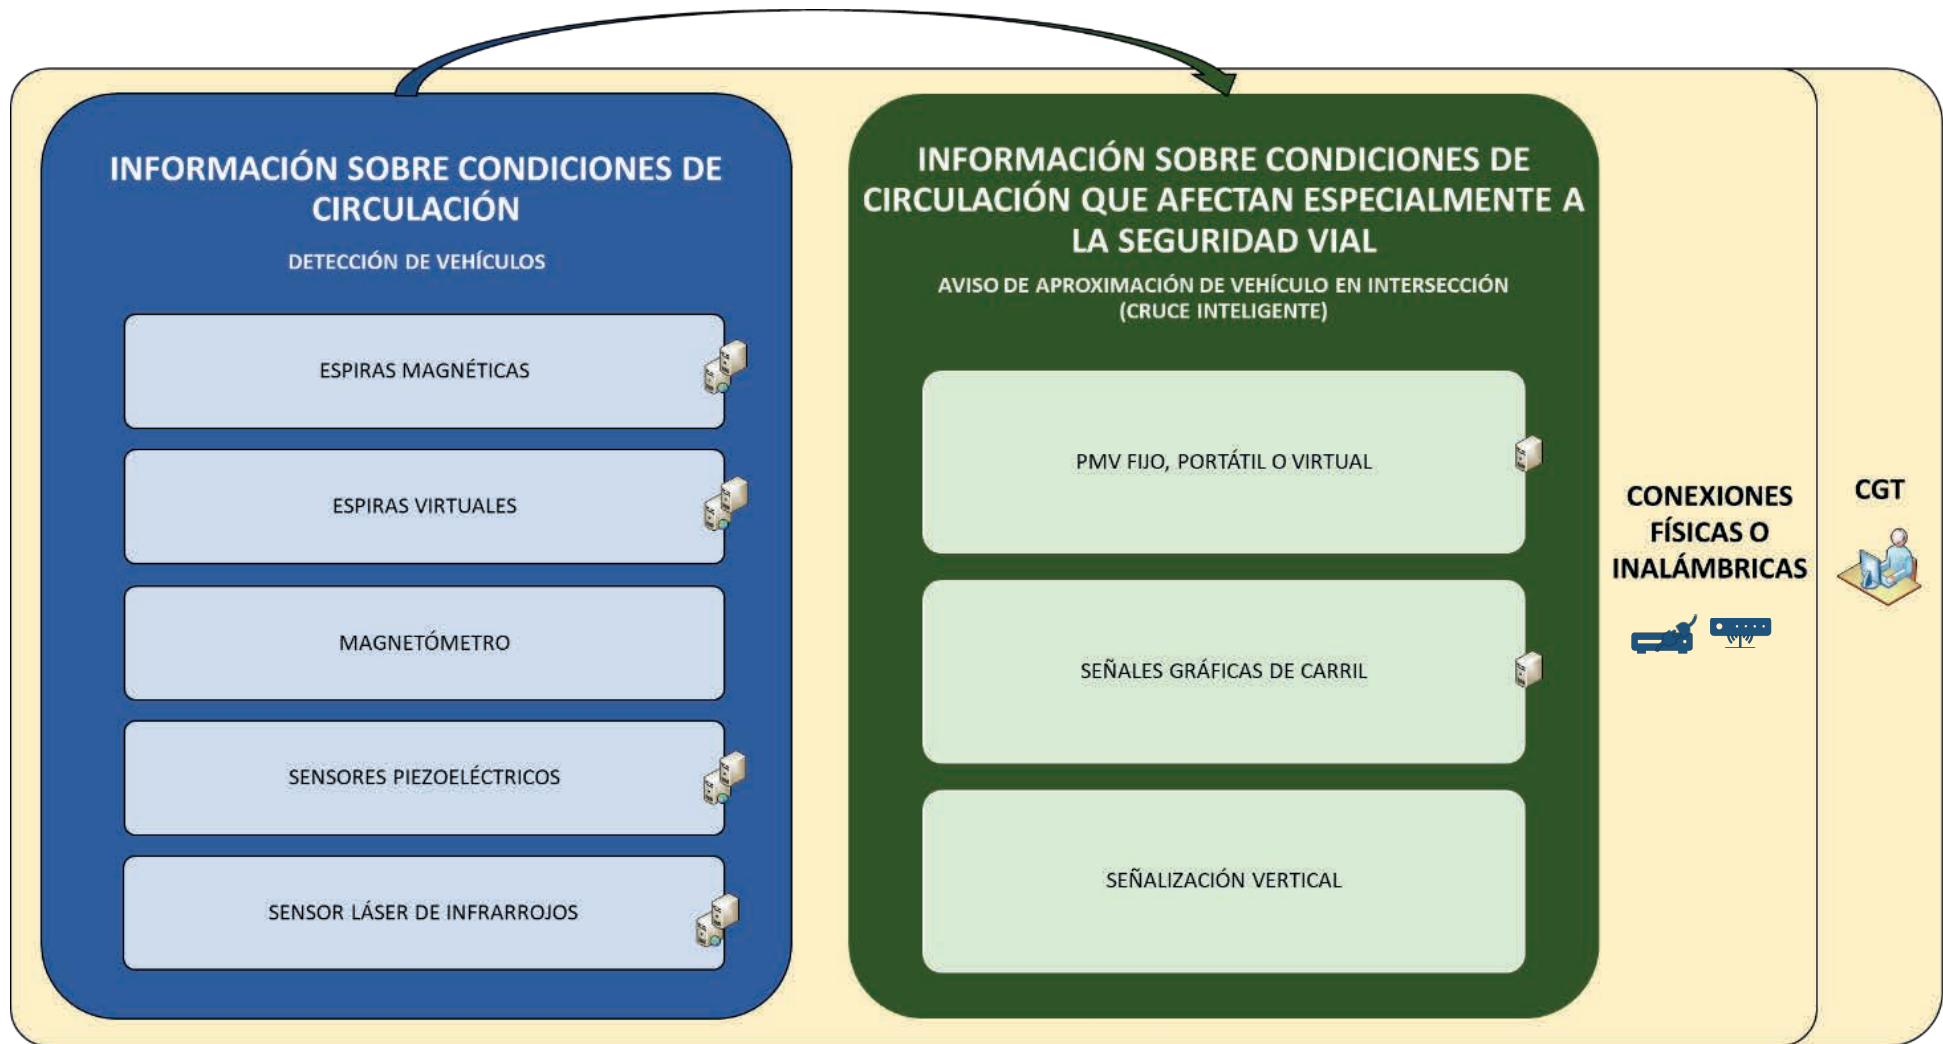 INFORMACIÓN SOBRE CONDICIONES DE
CIRCULACIÓN
DETECCIÓN DE VEHÍCULOS
ESPIRAS MAGNÉTICAS
ESPIRAS VIRTUALES
MAGNETÓMETRO
SENSORES PIEZOELÉCTRICOS
SENSOR LÁSER DE INFRARROJOS
INFORMACIÓN SOBRE CONDICIONES DE
CIRCULACIÓN QUE AFECTAN ESPECIALMENTE A
LA SEGURIDAD VIAL
AVISO DE APROXIMACIÓN DE VEHÍCULO EN INTERSECCIÓN
(CRUCE INTELIGENTE)
PMV FIJO, PORTÁTIL O VIRTUAL
SEÑALES GRÁFICAS DE CARRIL
SEÑALIZACIÓN VERTICAL
CONEXIONES
FÍSICAS O
INALÁMBRICAS
CGT